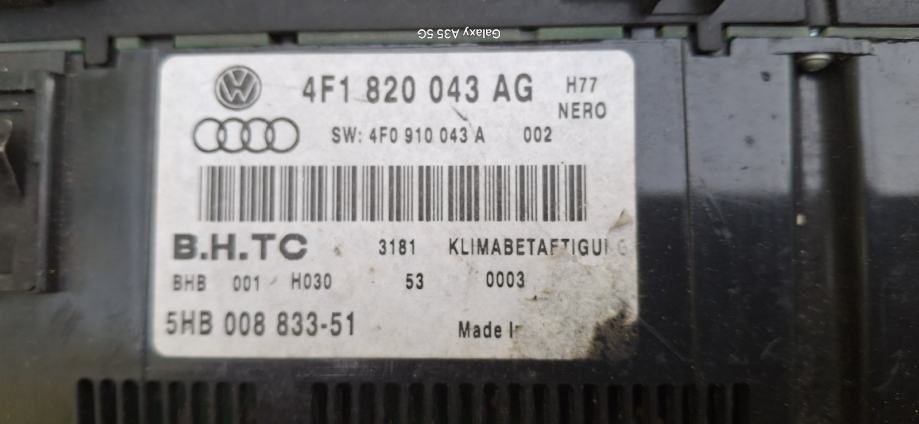 Galaxy A35 5G
4F1 820 043 AG
H77
NERO
SW: 4F0 910 043 A 002
B.H.TC 3181
BHB 001 H030 53 0003
5HB 008 833-51
Made